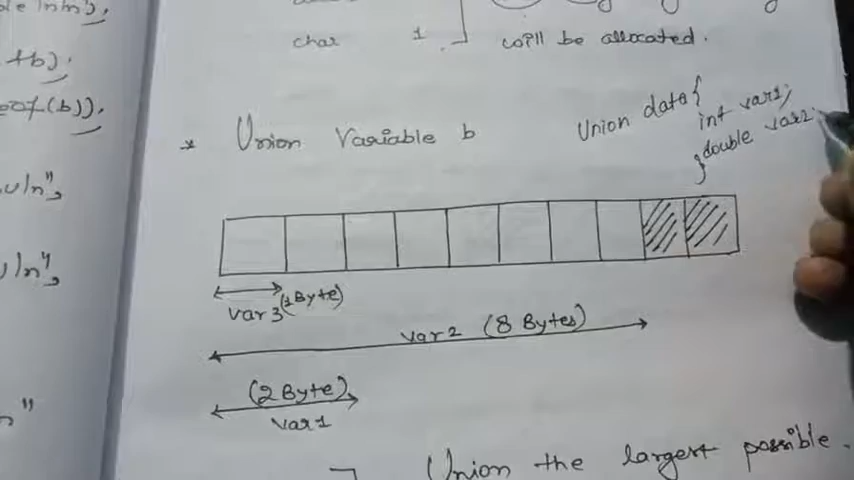 char 1 will be allocated.
+b);
(b)).
* Union Variable b
Union data {
int var1;
double var2;
}
var3 (1 Byte)
var2 (8 Bytes)
(2 Byte)
var1
Union the largest possible.